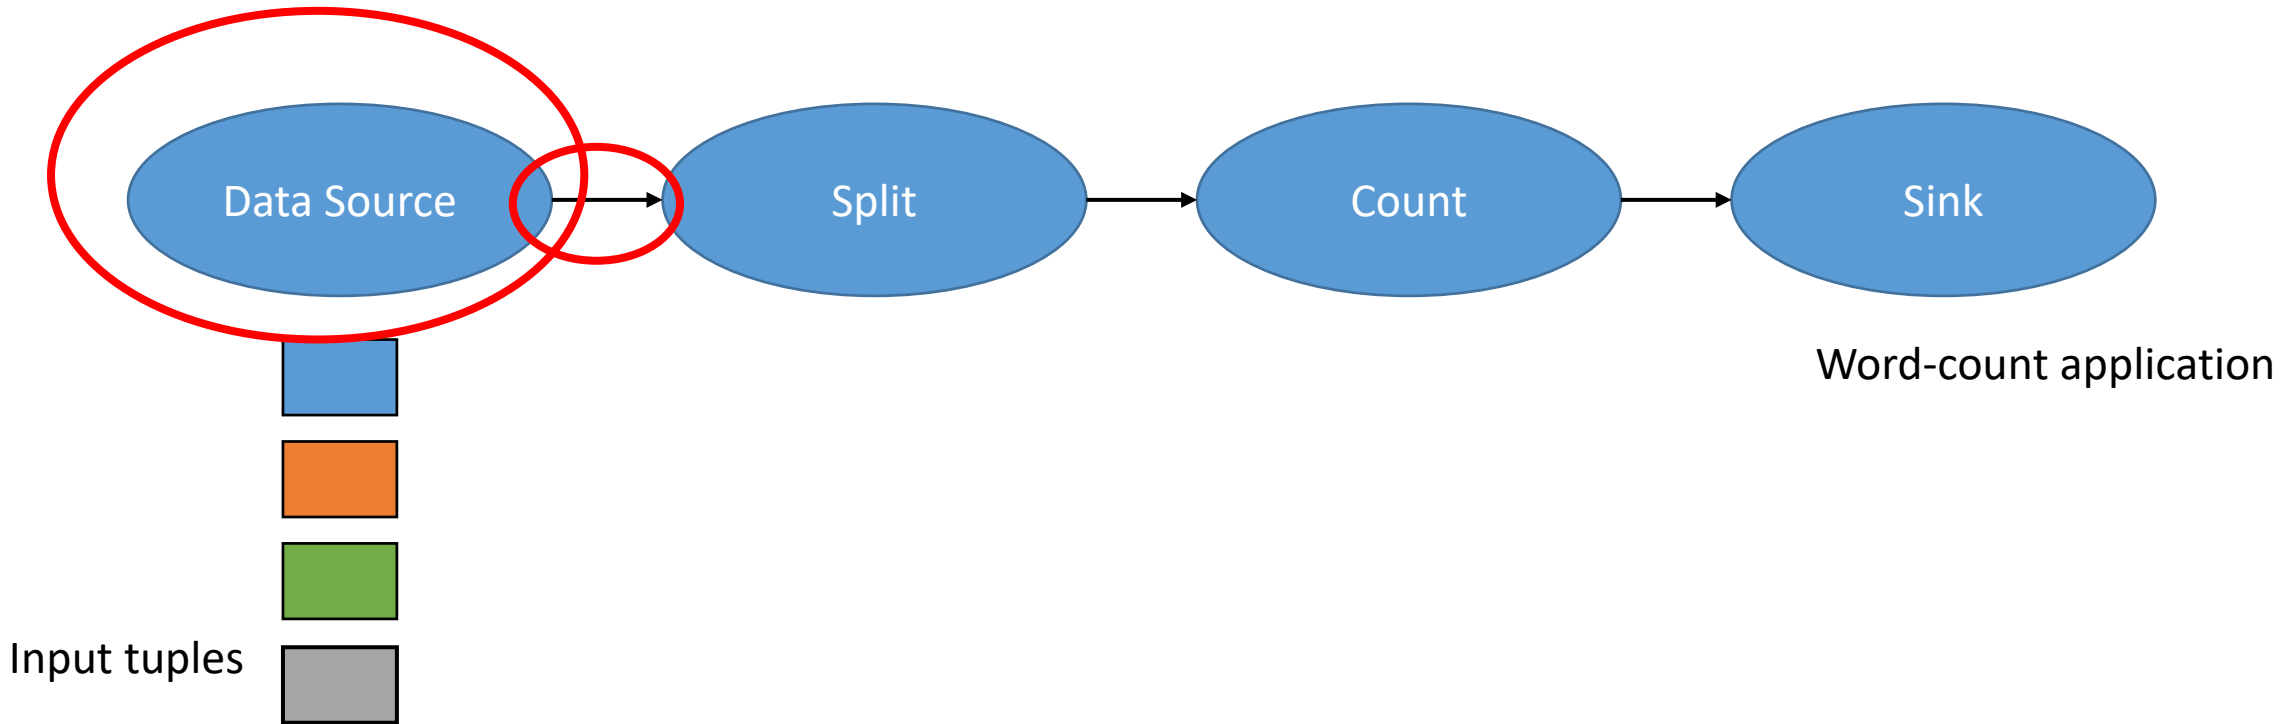 Data Source
Split
Count
Sink
Word-count application
Input tuples